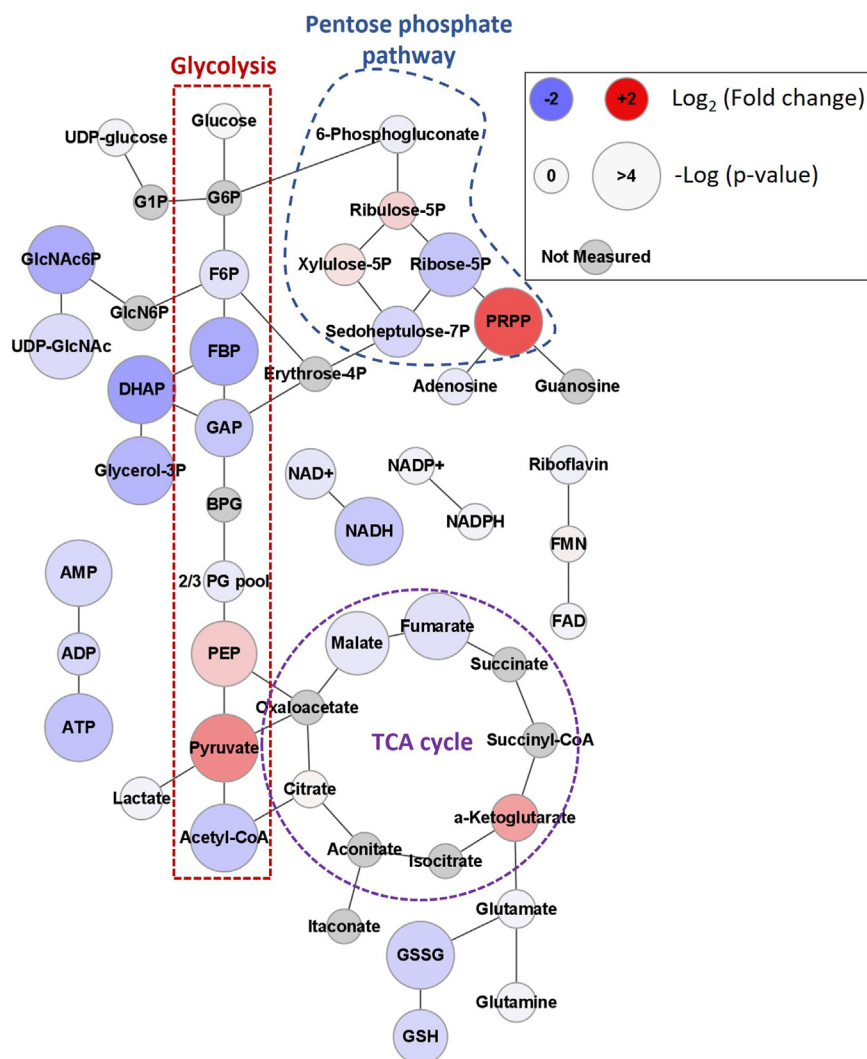 Pentose phosphate
pathway
Glycolysis
-2 +2 Log2 (Fold change)
0 >4 -Log (p-value)
Not Measured
Glucose
UDP-glucose
6-Phosphogluconate
G1P
G6P
Ribulose-5P
GlcNAc6P
F6P
Xylulose-5P
Ribose-5P
GlcN6P
PRPP
Sedoheptulose-7P
UDP-GlcNAc
FBP
Erythrose-4P
DHAP
Adenosine
Guanosine
GAP
Glycerol-3P
NAD+
NADP+
Riboflavin
BPG
NADH
NADPH
FMN
AMP
2/3 PG pool
FAD
Fumarate
Malate
ADP
PEP
Succinate
Oxaloacetate
ATP
Pyruvate
TCA cycle
Succinyl-CoA
Lactate
Citrate
a-Ketoglutarate
Acetyl-CoA
Aconitate
Isocitrate
Itaconate
Glutamate
GSSG
Glutamine
GSH